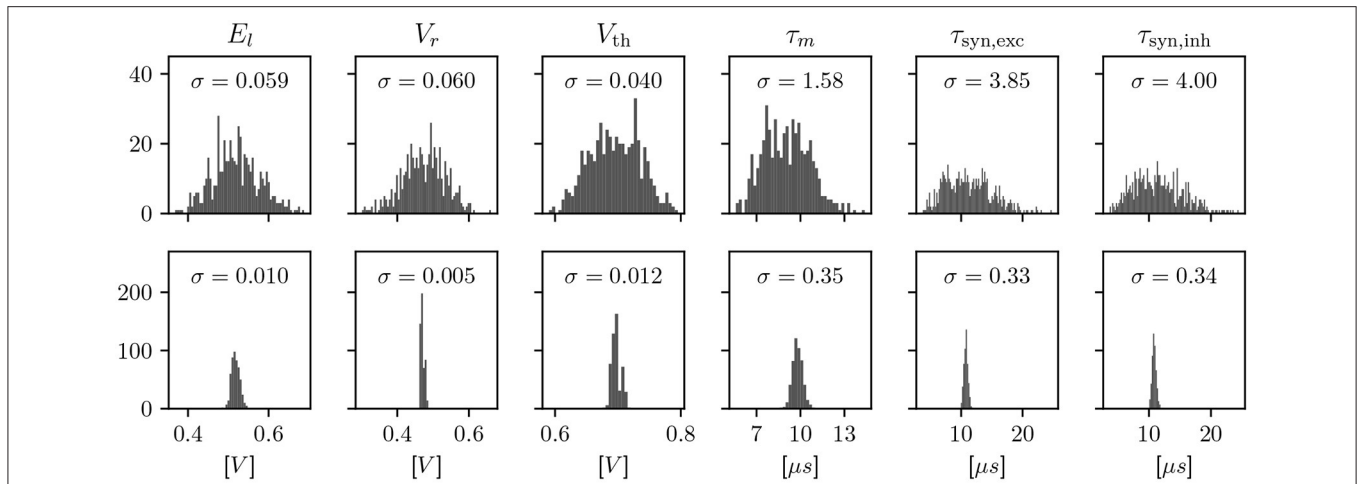 E_l V_r V_th τ_m τ_syn,exc τ_syn,inh
40 σ = 0.059 σ = 0.060 σ = 0.040 σ = 1.58 σ = 3.85 σ = 4.00
20
0
200 σ = 0.010 σ = 0.005 σ = 0.012 σ = 0.35 σ = 0.33 σ = 0.34
100
0
0.4 0.6 0.4 0.6 0.6 0.8 7 10 13 10 20 10 20
[V] [V] [V] [μs] [μs] [μs]